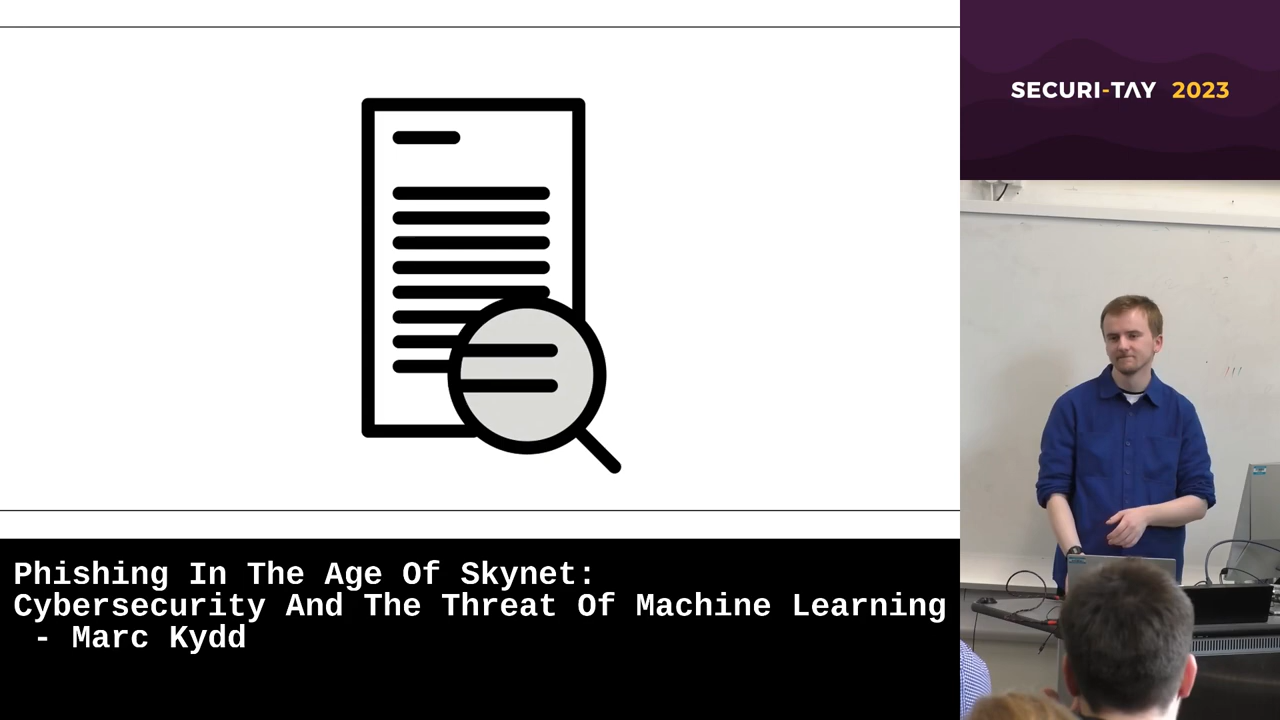 SECURI-TAY 2023
Phishing In The Age Of Skynet:
Cybersecurity And The Threat Of Machine Learning
- Marc Kydd